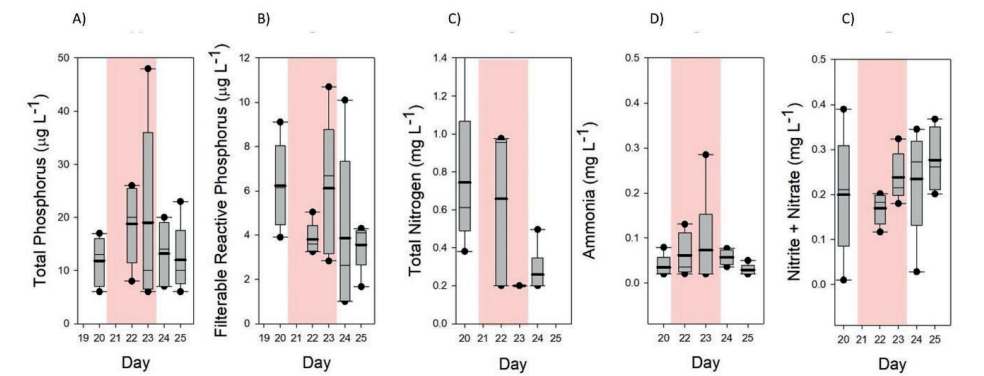 A) B) C) D) C)
Total Phosphorus (µg L-1)
50
40
30
20
10
0
19 20 21 22 23 24 25
Day
Filterable Reactive Phosphorus (µg L-1)
12
10
8
6
4
2
0
19 20 21 22 23 24 25
Day
Total Nitrogen (mg L-1)
1.4
1.2
1.0
0.8
0.6
0.4
0.2
0.0
20 21 22 23 24 25
Day
Ammonia (mg L-1)
0.5
0.4
0.3
0.2
0.1
0.0
20 21 22 23 24 25
Day
Nitrite + Nitrate (mg L-1)
0.5
0.4
0.3
0.2
0.1
0.0
20 21 22 23 24 25
Day